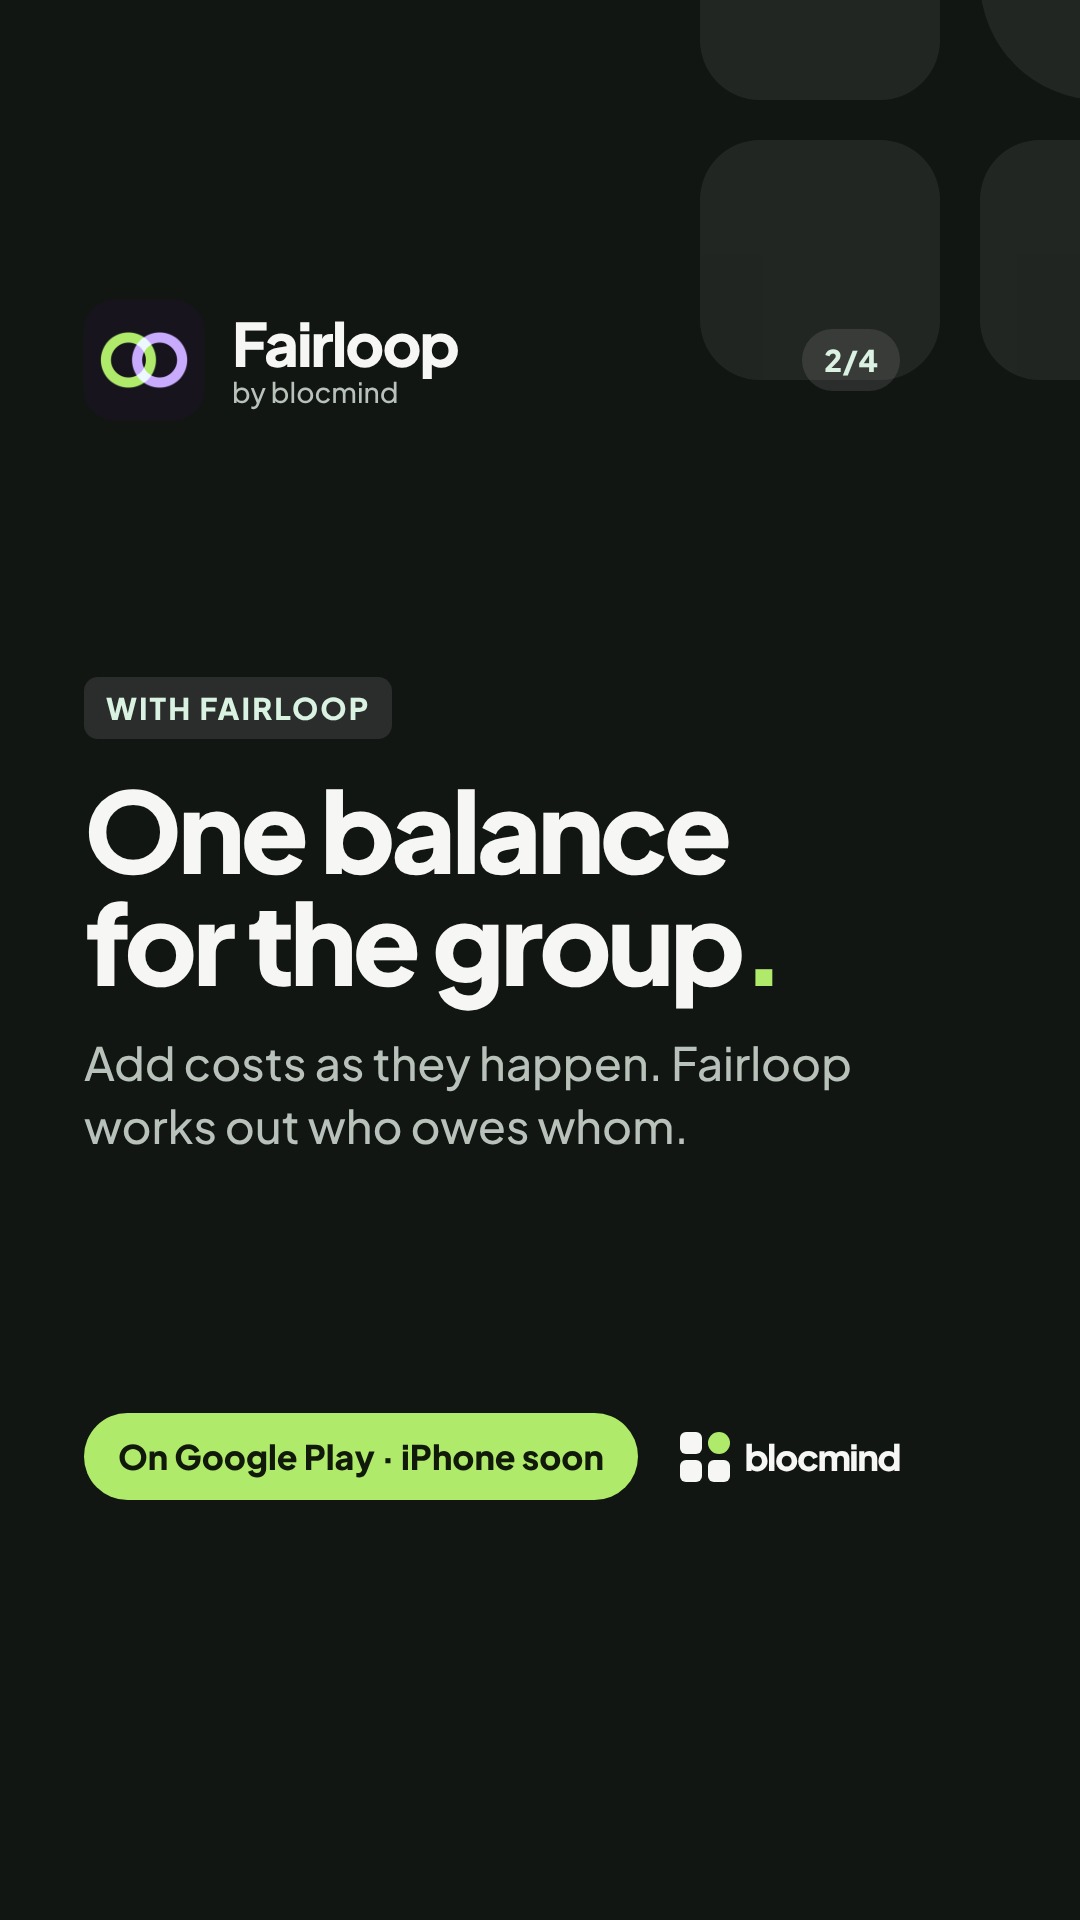 Fairloop
by blocmind
2/4
WITH FAIRLOOP
One balance
for the group.
Add costs as they happen. Fairloop
works out who owes whom.
On Google Play · iPhone soon
blocmind